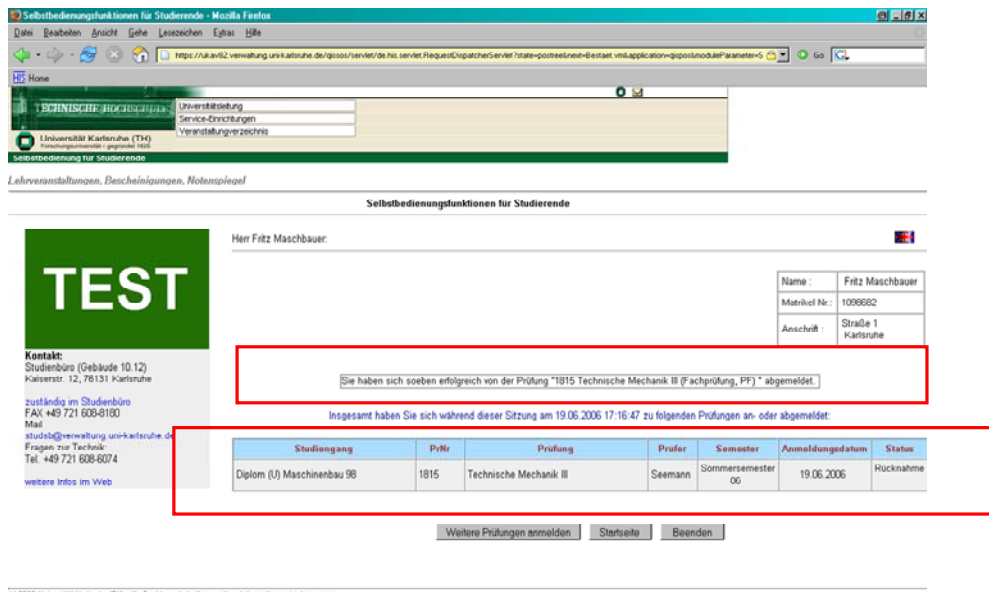 Selbstbedienungsfunktionen für Studierende - Mozilla Firefox
Datei Bearbeiten Ansicht Gehe Lesezeichen Extras Hilfe
Go
HIS Home
TECHNISCHE HOCHSCHULE
Universitätsleitung
Service-Einrichtungen
Veranstaltungverzeichnis
Universität Karlsruhe (TH)
Forschungsuniversität - gegründet 1825
Selbstbedienung für Studierende
Lehrveranstaltungen, Bescheinigungen, Notenspiegel
Selbstbedienungsfunktionen für Studierende
Herr Fritz Maschbauer:
TEST
Name : Fritz Maschbauer
Matrikel Nr.: 1098682
Anschrift : Straße 1
Karlsruhe
Kontakt:
Studienbüro (Gebäude 10.12)
Kaiserstr. 12, 76131 Karlsruhe
zuständig im Studienbüro
FAX +49 721 608-8180
Mail
studsb@verwaltung.uni-karlsruhe.de
Fragen zur Technik:
Tel. +49 721 608-6074
weitere Infos im Web
Sie haben sich soeben erfolgreich von der Prüfung "1815 Technische Mechanik III (Fachprüfung, PF) " abgemeldet.
Insgesamt haben Sie sich während dieser Sitzung am 19.06.2006 17:16:47 zu folgenden Prüfungen an- oder abgemeldet:
Studiengang PrNr Prüfung Prüfer Semester Anmeldungsdatum Status
Diplom (U) Maschinenbau 98 1815 Technische Mechanik III Seemann Sommersemester 06 19.06.2006 Rücknahme
Weitere Prüfungen anmelden Startseite Beenden